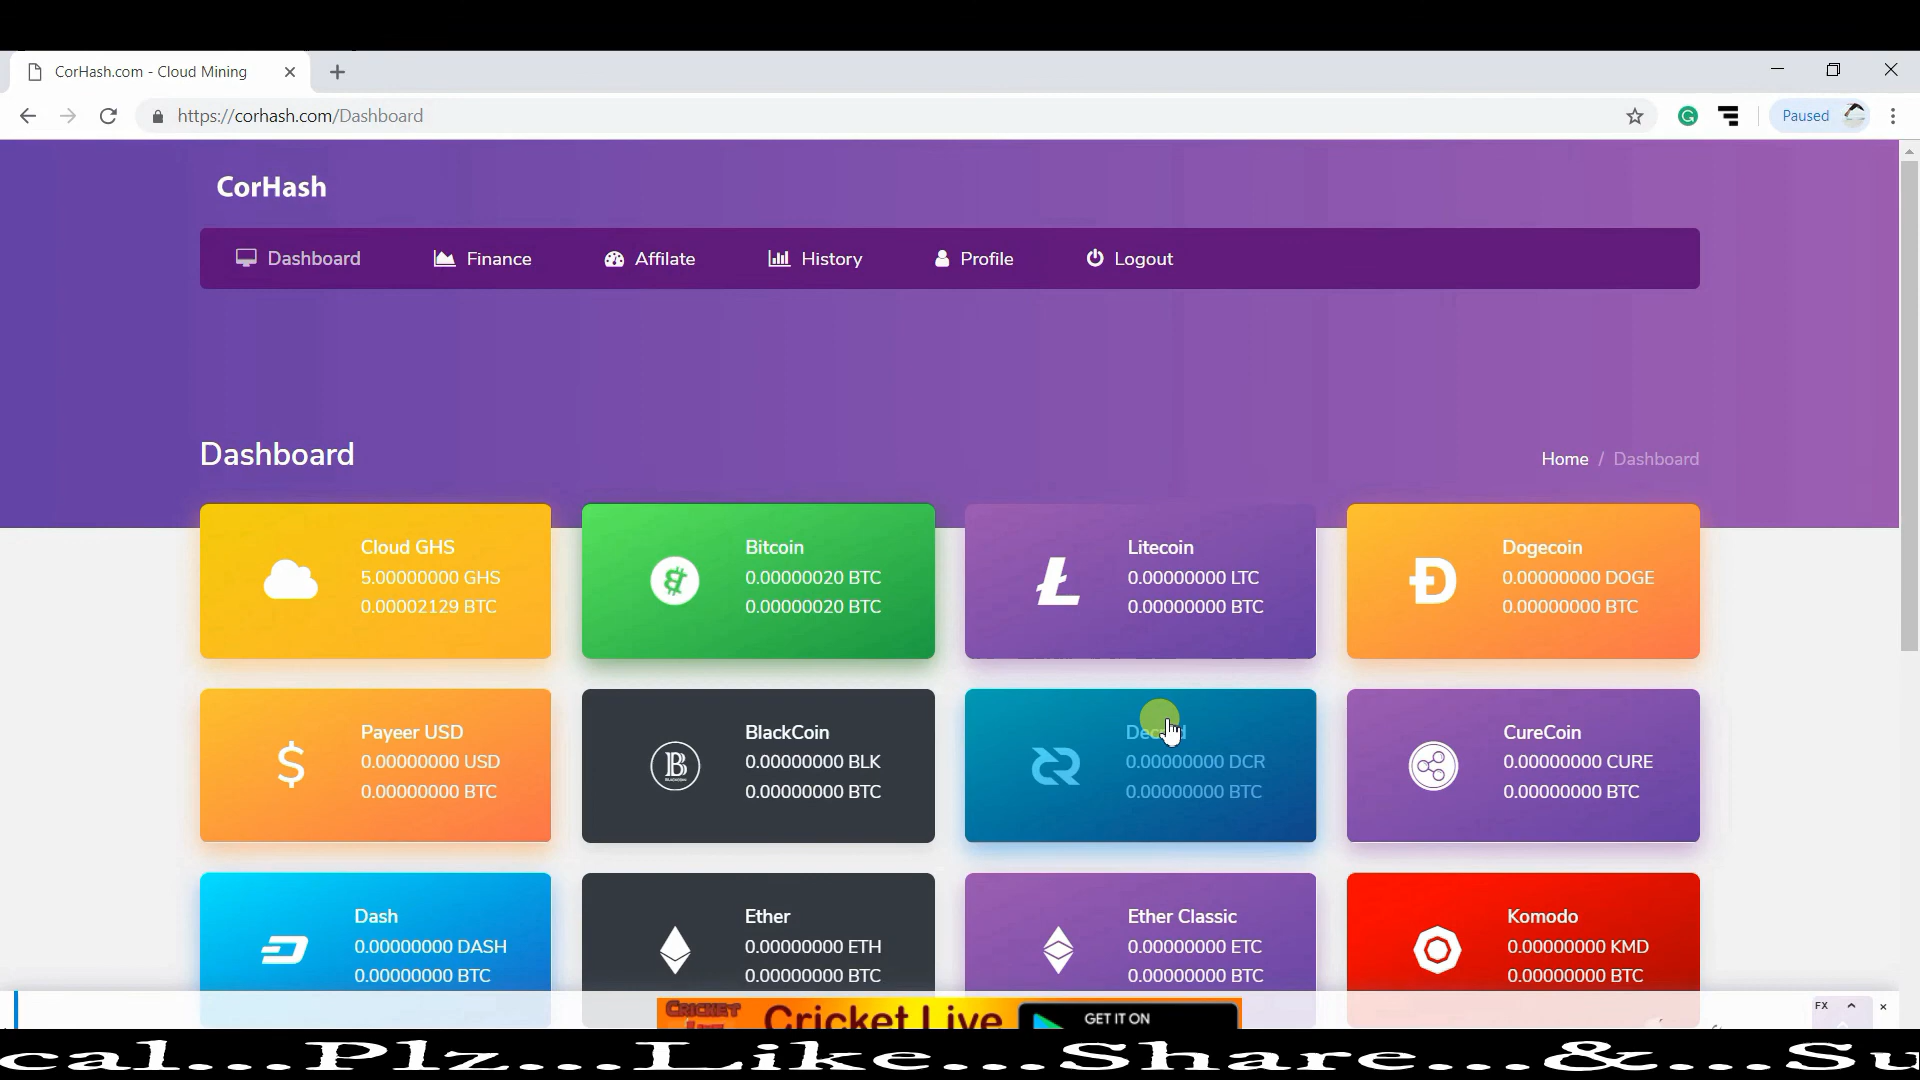 CorHash.com - Cloud Mining
https://corhash.com/Dashboard
Paused
CorHash
Dashboard
Finance
Affilate
History
Profile
Logout
Dashboard
Home / Dashboard
Cloud GHS
5.00000000 GHS
0.00002129 BTC
Bitcoin
0.00000020 BTC
0.00000020 BTC
Litecoin
0.00000000 LTC
0.00000000 BTC
Dogecoin
0.00000000 DOGE
0.00000000 BTC
Payeer USD
0.00000000 USD
0.00000000 BTC
BlackCoin
0.00000000 BLK
0.00000000 BTC
0.00000000 DCR
0.00000000 BTC
CureCoin
0.00000000 CURE
0.00000000 BTC
Dash
0.00000000 DASH
0.00000000 BTC
Ether
0.00000000 ETH
0.00000000 BTC
Ether Classic
0.00000000 ETC
0.00000000 BTC
Komodo
0.00000000 KMD
0.00000000 BTC
CRICKET
Cricket Live
GET IT ON
FX
cal...Plz...Like...Share...&...Su